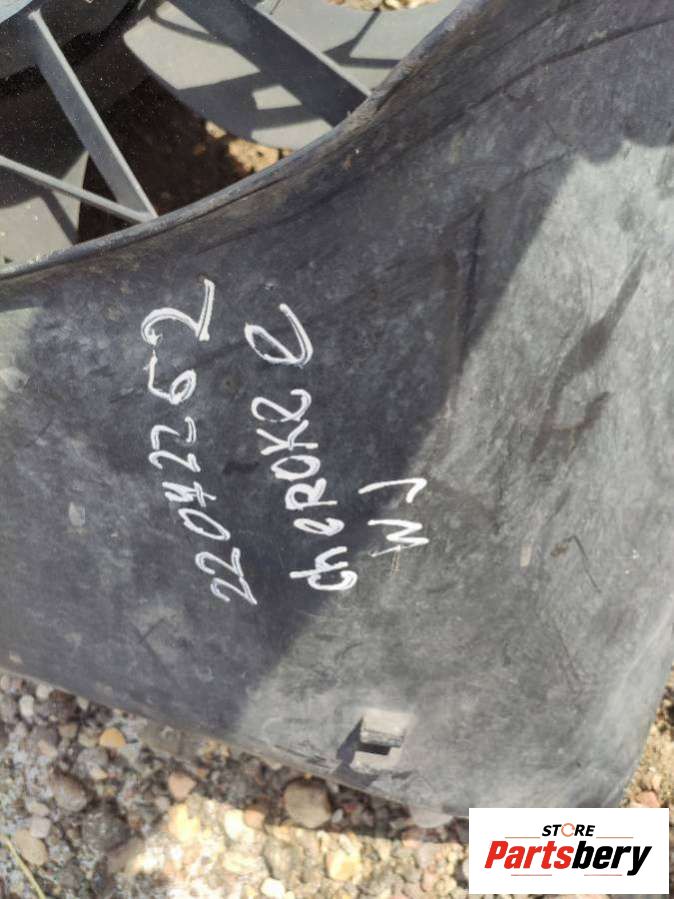 22042262
cheRoKee
WJ
STORE
Partsbery